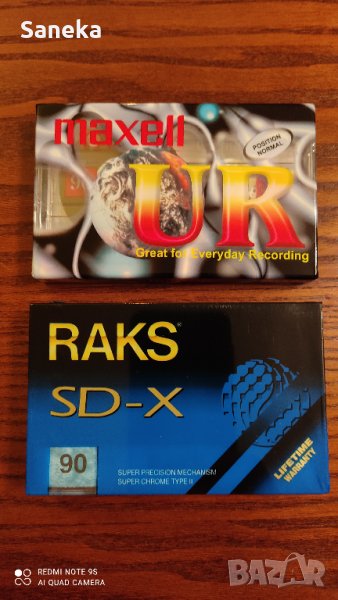 Saneka
maxell
POSITION
NORMAL
UR
Great for Everyday Recording
RAKS®
SD-X
90
SUPER PRECISION MECHANISM
SUPER CHROME TYPE II
LIFETIME
WARRANTY
REDMI NOTE 9S
AI QUAD CAMERA
BAZAR